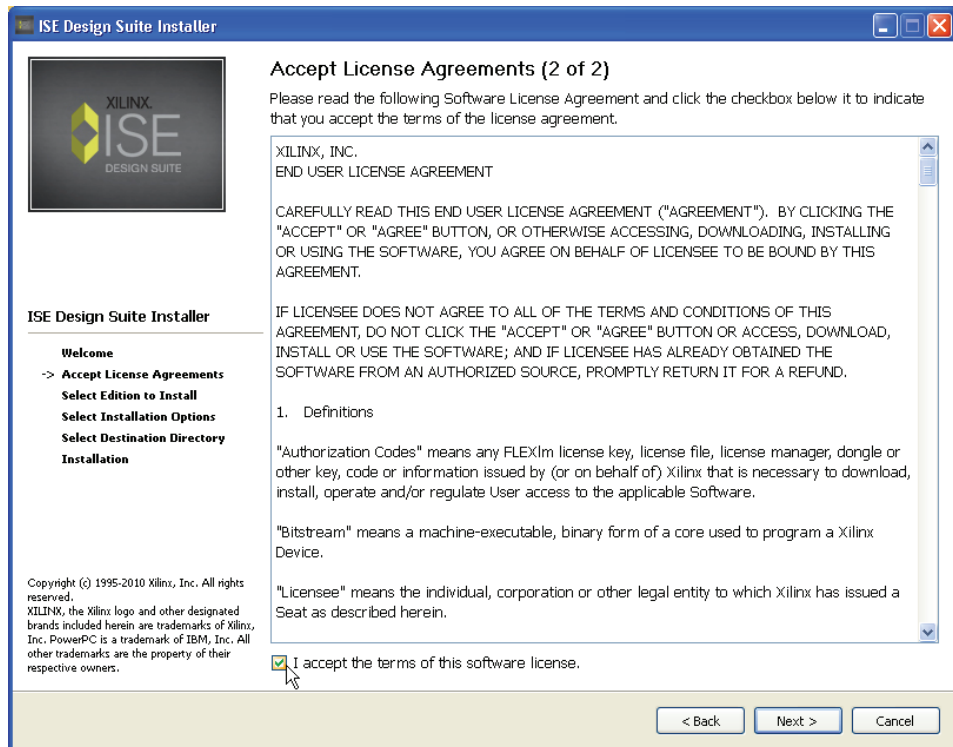 ISE Design Suite Installer
XILINX.
ISE
DESIGN SUITE
ISE Design Suite Installer
Welcome
-> Accept License Agreements
Select Edition to Install
Select Installation Options
Select Destination Directory
Installation
Copyright (c) 1995-2010 Xilinx, Inc. All rights
reserved.
XILINX, the Xilinx logo and other designated
brands included herein are trademarks of Xilinx,
Inc. PowerPC is a trademark of IBM, Inc. All
other trademarks are the property of their
respective owners.
Accept License Agreements (2 of 2)
Please read the following Software License Agreement and click the checkbox below it to indicate
that you accept the terms of the license agreement.
XILINX, INC.
END USER LICENSE AGREEMENT
CAREFULLY READ THIS END USER LICENSE AGREEMENT ("AGREEMENT").  BY CLICKING THE
"ACCEPT" OR "AGREE" BUTTON, OR OTHERWISE ACCESSING, DOWNLOADING, INSTALLING
OR USING THE SOFTWARE, YOU AGREE ON BEHALF OF LICENSEE TO BE BOUND BY THIS
AGREEMENT.
IF LICENSEE DOES NOT AGREE TO ALL OF THE TERMS AND CONDITIONS OF THIS
AGREEMENT, DO NOT CLICK THE "ACCEPT" OR "AGREE" BUTTON OR ACCESS, DOWNLOAD,
INSTALL OR USE THE SOFTWARE; AND IF LICENSEE HAS ALREADY OBTAINED THE
SOFTWARE FROM AN AUTHORIZED SOURCE, PROMPTLY RETURN IT FOR A REFUND.
1.   Definitions
"Authorization Codes" means any FLEXlm license key, license file, license manager, dongle or
other key, code or information issued by (or on behalf of) Xilinx that is necessary to download,
install, operate and/or regulate User access to the applicable Software.
"Bitstream" means a machine-executable, binary form of a core used to program a Xilinx
Device.
"Licensee" means the individual, corporation or other legal entity to which Xilinx has issued a
Seat as described herein.
I accept the terms of this software license.
< Back
Next >
Cancel